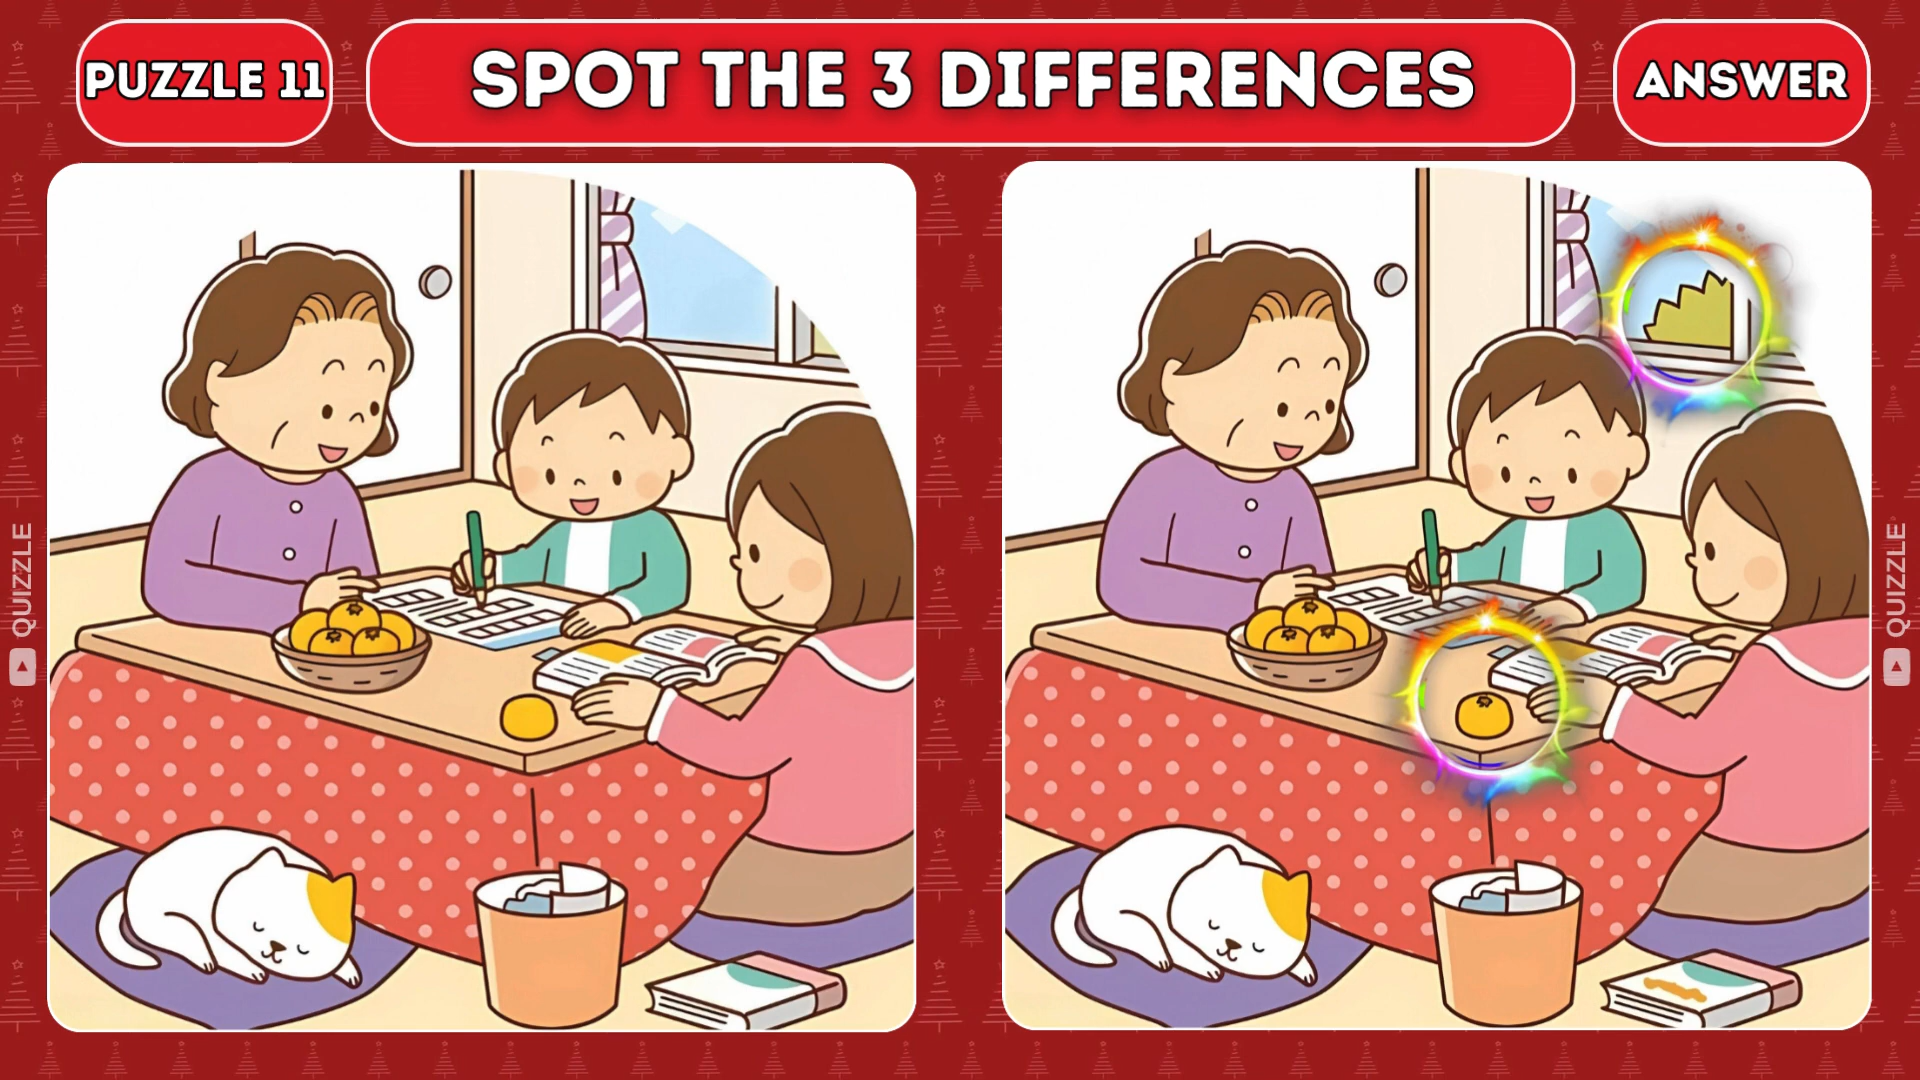 PUZZLE 11
SPOT THE 3 DIFFERENCES
ANSWER
QUIZZLE
QUIZZLE